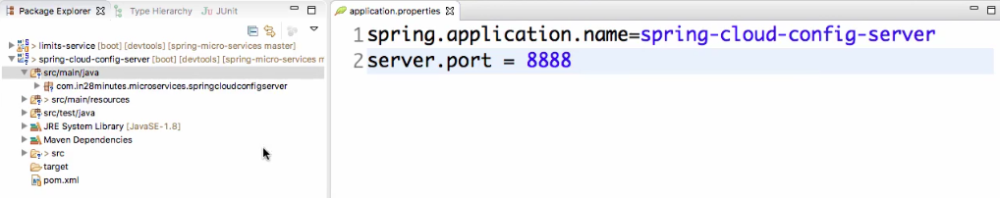 Package Explorer
Type Hierarchy
JUnit
> limits-service [boot] [devtools] [spring-micro-services master]
> spring-cloud-config-server [boot] [devtools] [spring-micro-services m
src/main/java
com.in28minutes.microservices.springcloudconfigserver
> src/main/resources
src/test/java
JRE System Library [JavaSE-1.8]
Maven Dependencies
> src
target
pom.xml
application.properties
1 spring.application.name=spring-cloud-config-server
2 server.port = 8888